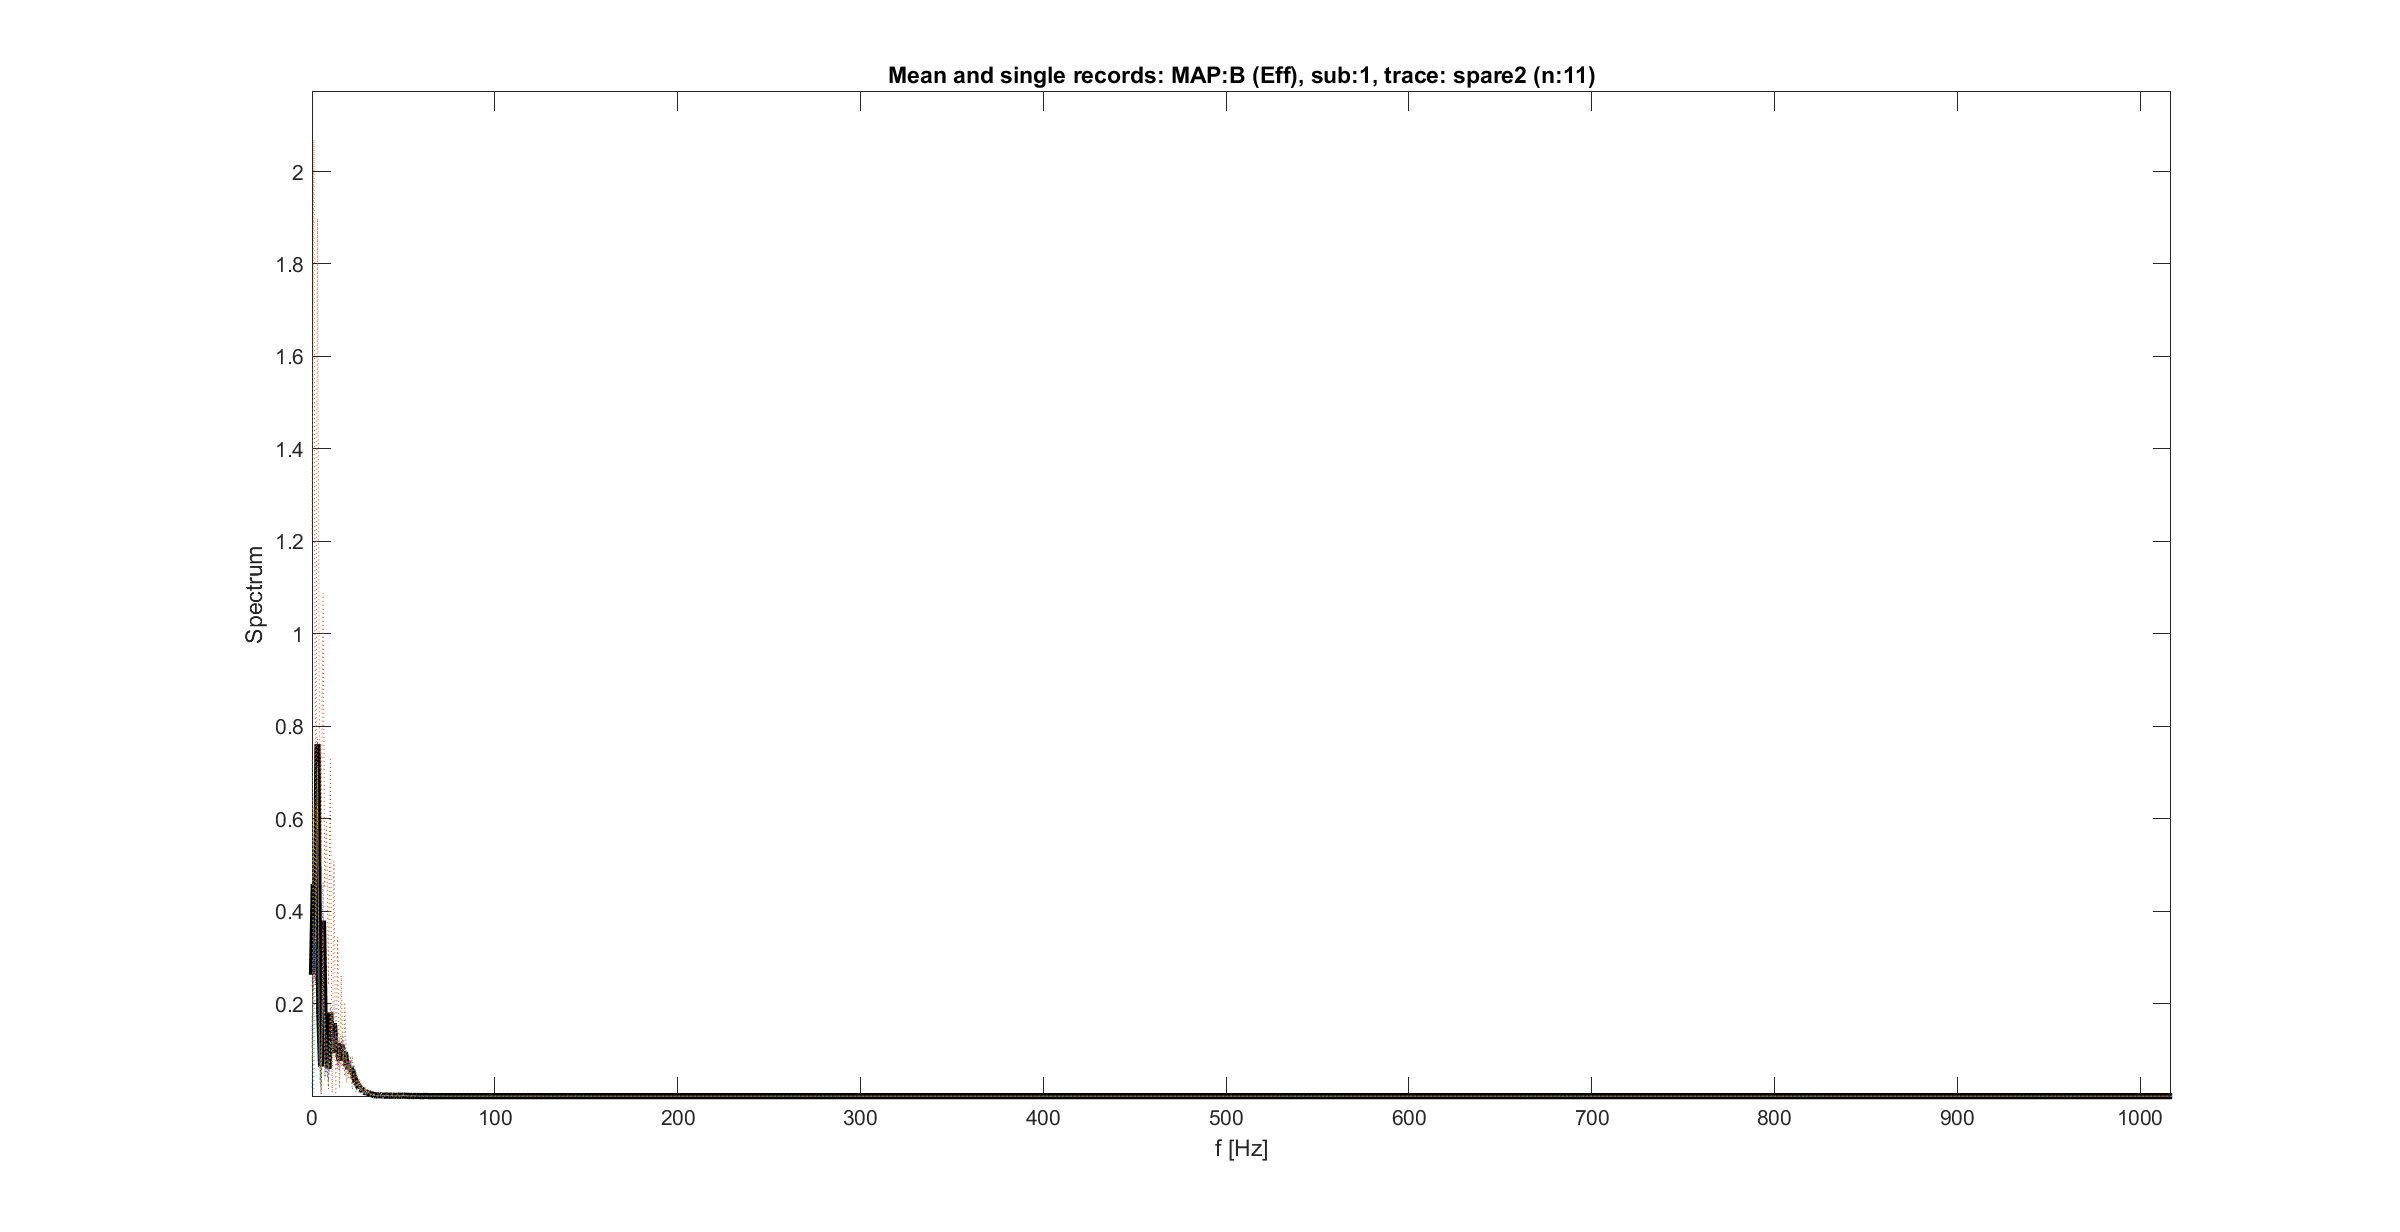 Mean and single records: MAP:B (Eff), sub:1, trace: spare2 (n:11)
2
1.8
1.6
1.4
1.2
1
0.8
0.6
0.4
0.2
Spectrum
0 100 200 300 400 500 600 700 800 900 1000
f [Hz]